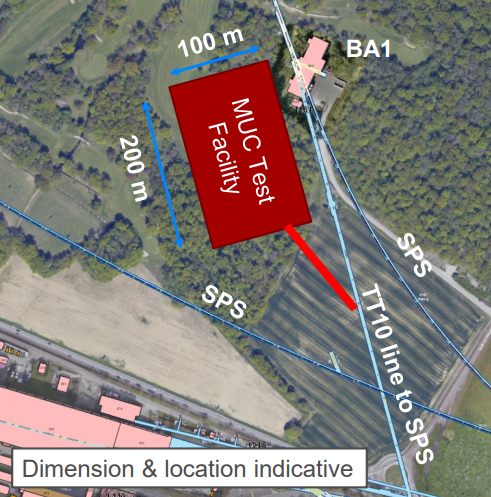 100 m
BA1
MUC Test
Facility
200 m
SPS
SPS
TT10 line to SPS
Dimension & location indicative